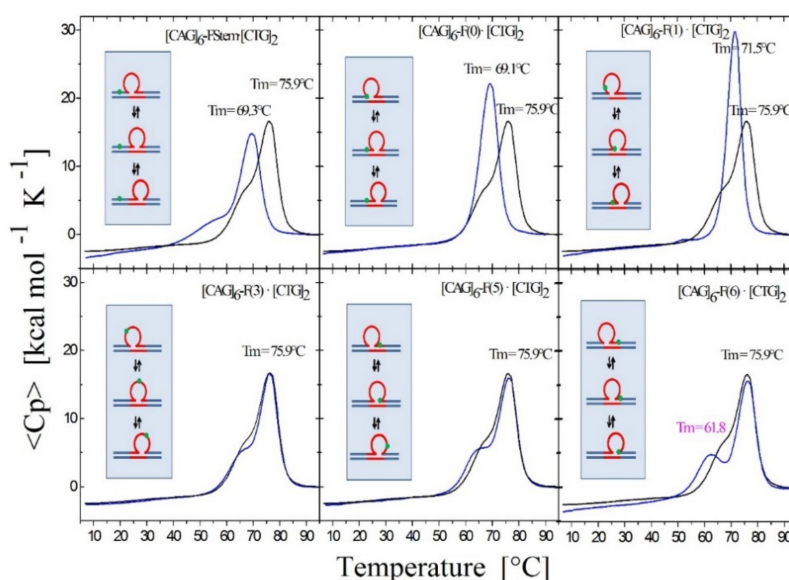 [CAG]6-FStem·[CTG]2
[CAG]6-F(0)·[CTG]2
[CAG]6-F(1)·[CTG]2
Tm=75.9°C
Tm=69.3°C
Tm=69.1°C
Tm=75.9°C
Tm=71.5°C
Tm=75.9°C
30
20
10
0
[CAG]6-F(3)·[CTG]2
[CAG]6-F(5)·[CTG]2
[CAG]6-F(6)·[CTG]2
Tm=75.9°C
Tm=75.9°C
Tm=75.9°C
Tm=61.8
30
20
10
0
10 20 30 40 50 60 70 80 90
10 20 30 40 50 60 70 80 90
10 20 30 40 50 60 70 80 90
<Cp> [kcal mol-1 K-1]
Temperature [°C]